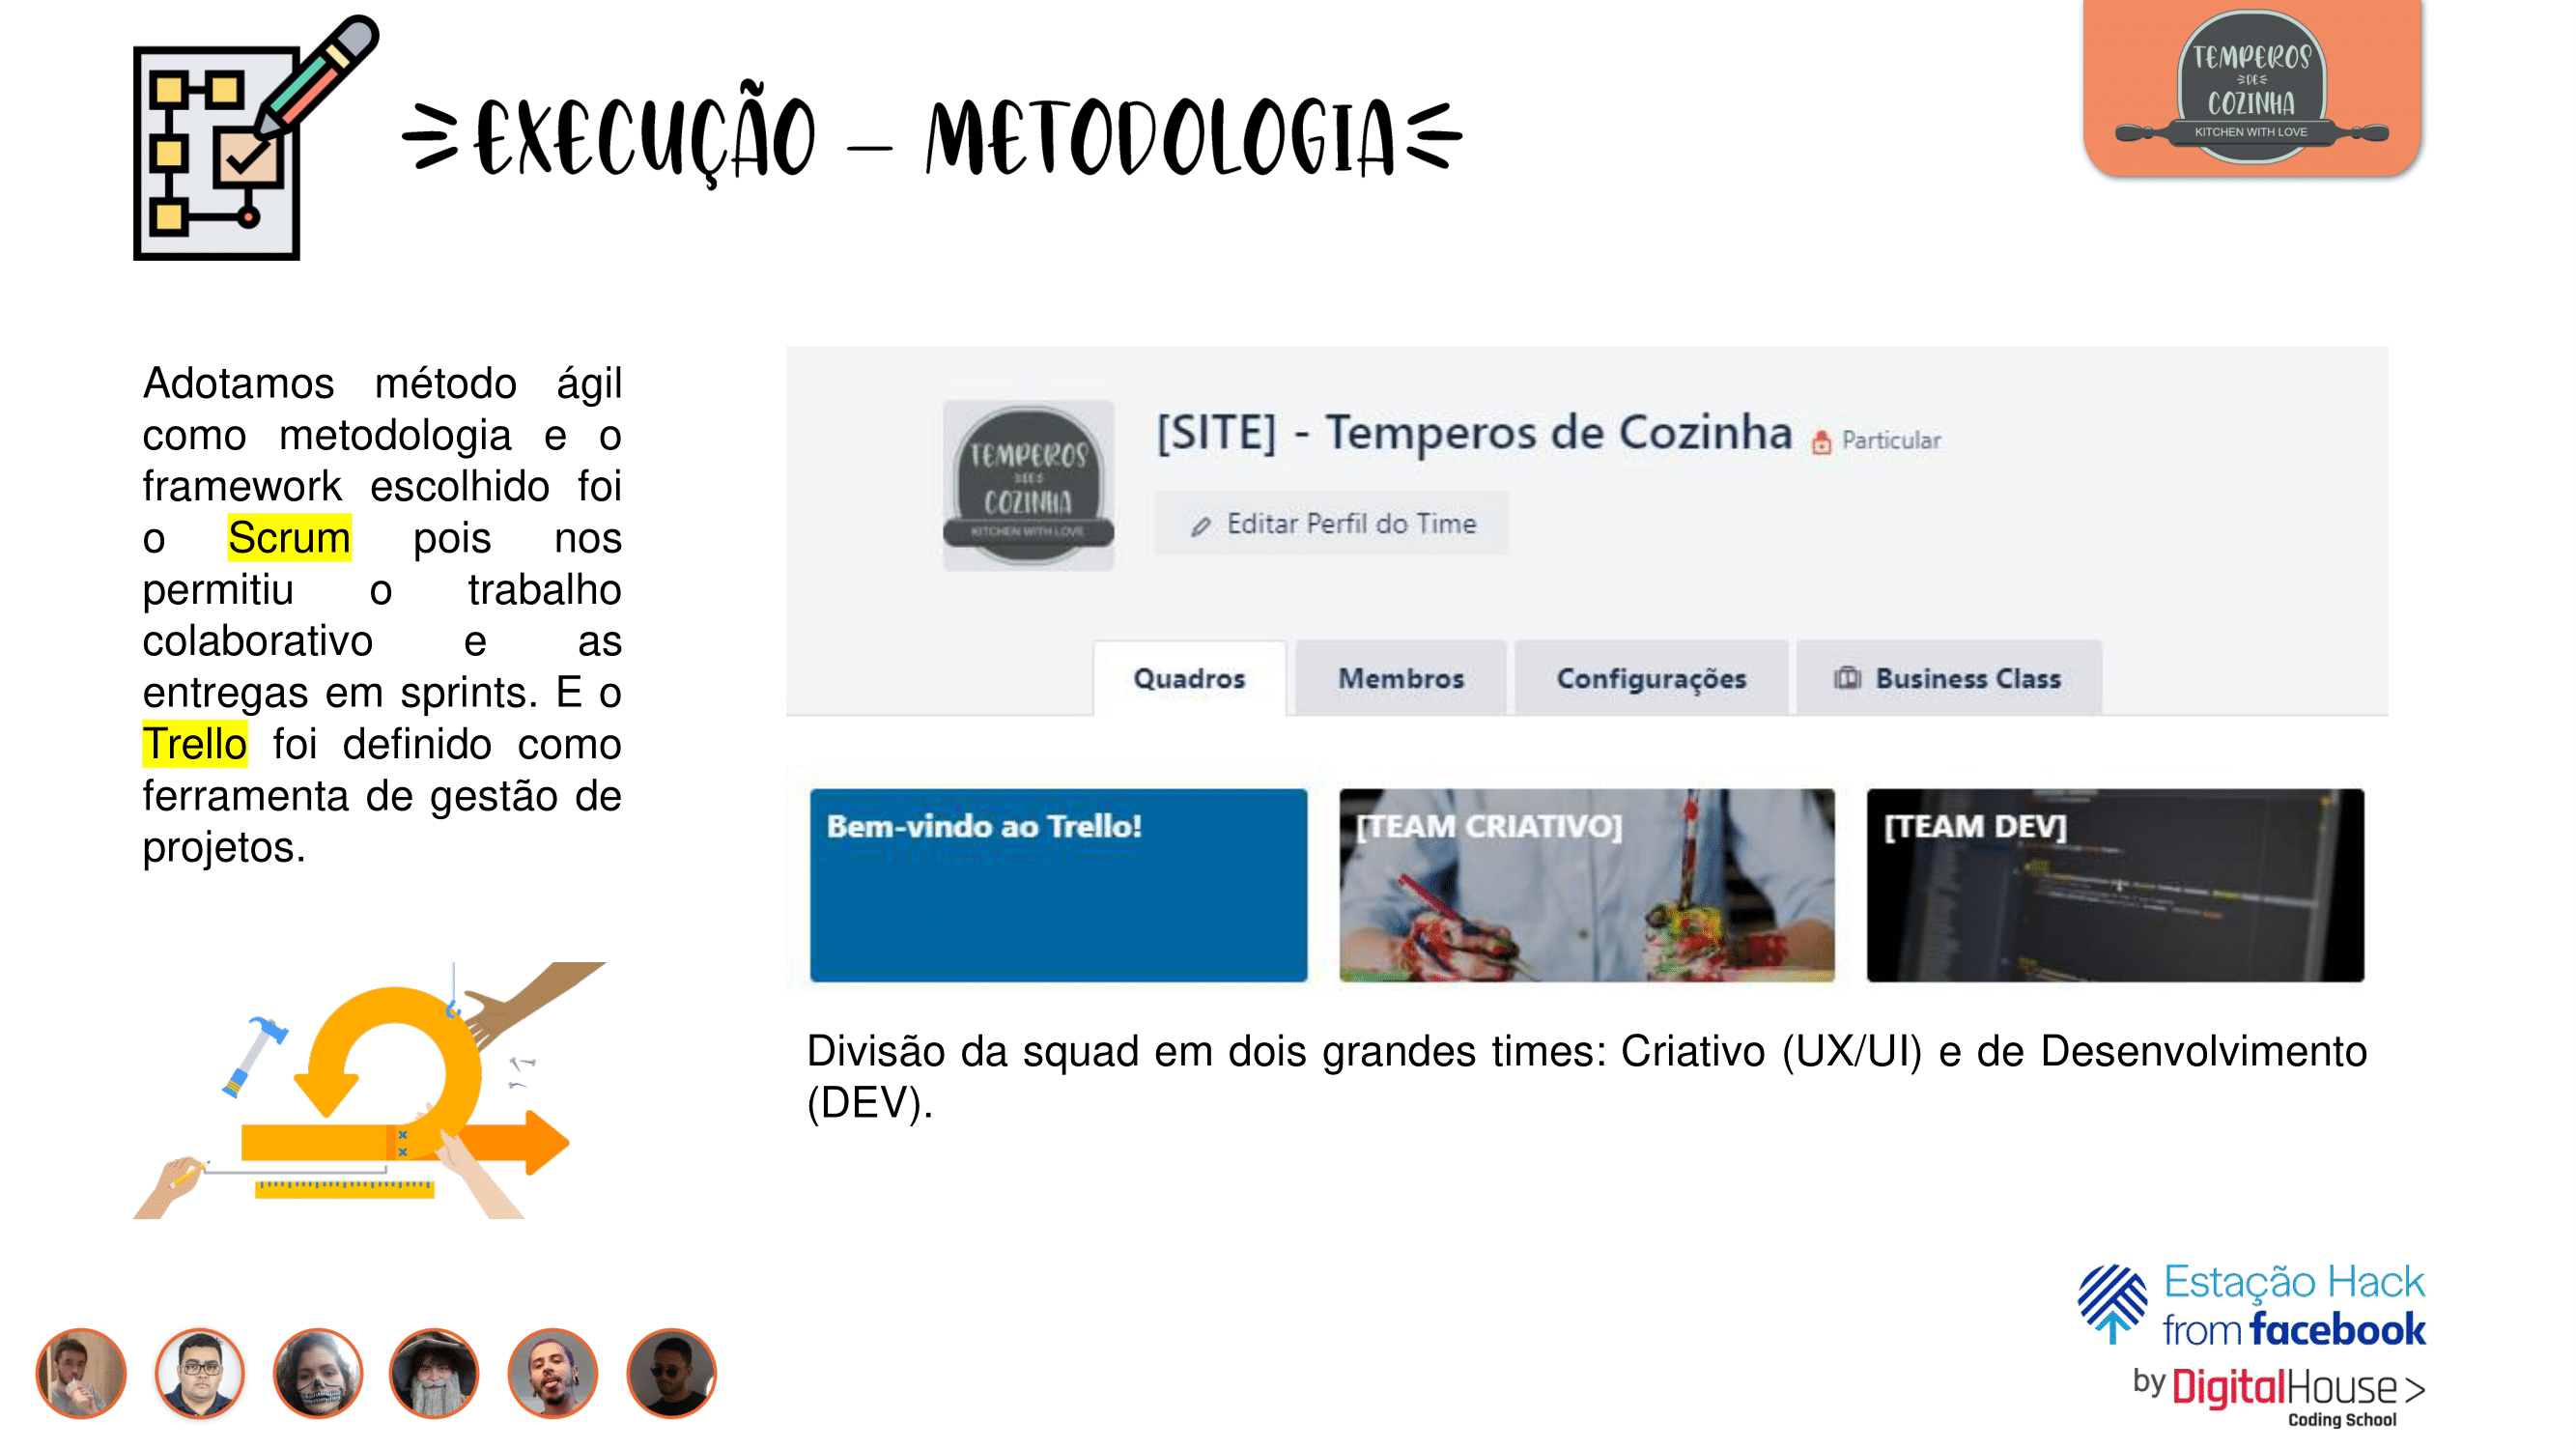 EXECUÇÃO – METODOLOGIA
TEMPEROS
DE
COZINHA
KITCHEN WITH LOVE
Adotamos método ágil
como metodologia e o
framework escolhido foi
o Scrum pois nos
permitiu o trabalho
colaborativo e as
entregas em sprints. E o
Trello foi definido como
ferramenta de gestão de
projetos.
TEMPEROS
DE
COZINHA
KITCHEN WITH LOVE
[SITE] - Temperos de Cozinha Particular
Editar Perfil do Time
Quadros Membros Configurações Business Class
Bem-vindo ao Trello! [TEAM CRIATIVO] [TEAM DEV]
Divisão da squad em dois grandes times: Criativo (UX/UI) e de Desenvolvimento
(DEV).
Estação Hack
from facebook
by DigitalHouse >
Coding School